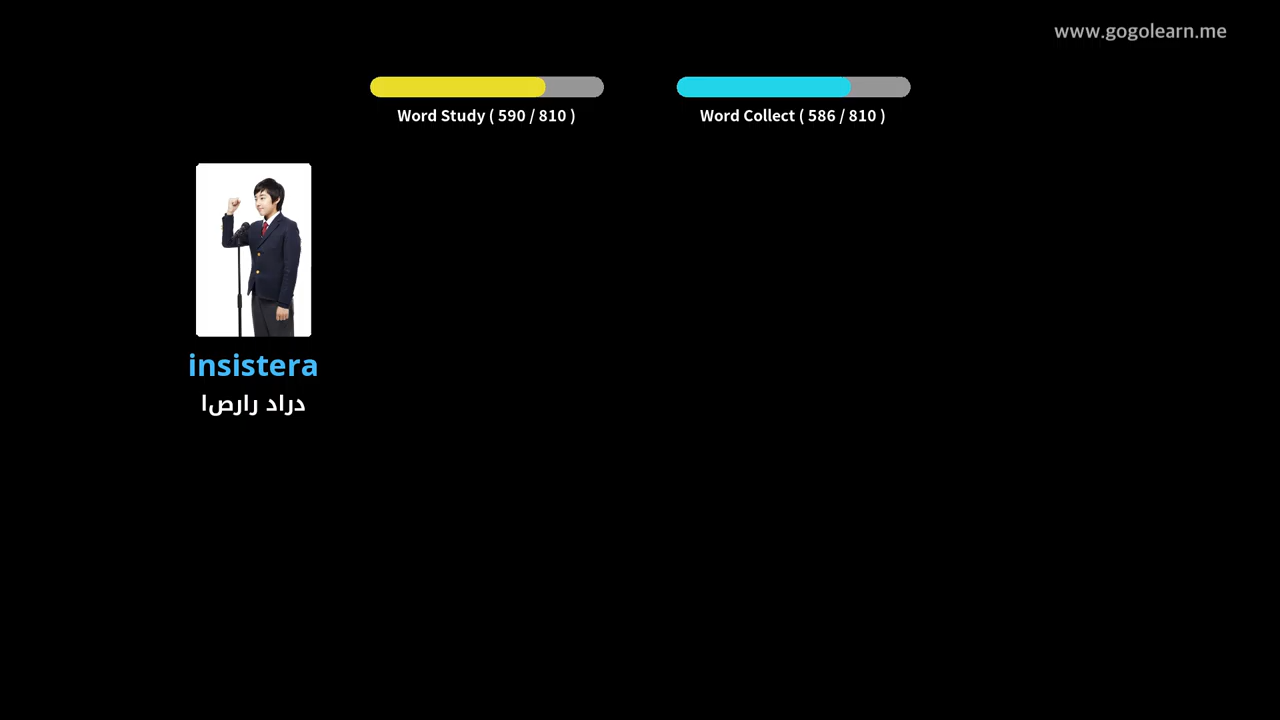 www.gogolearn.me
Word Study ( 590 / 810 )
Word Collect ( 586 / 810 )
insistera
دراد رارصا